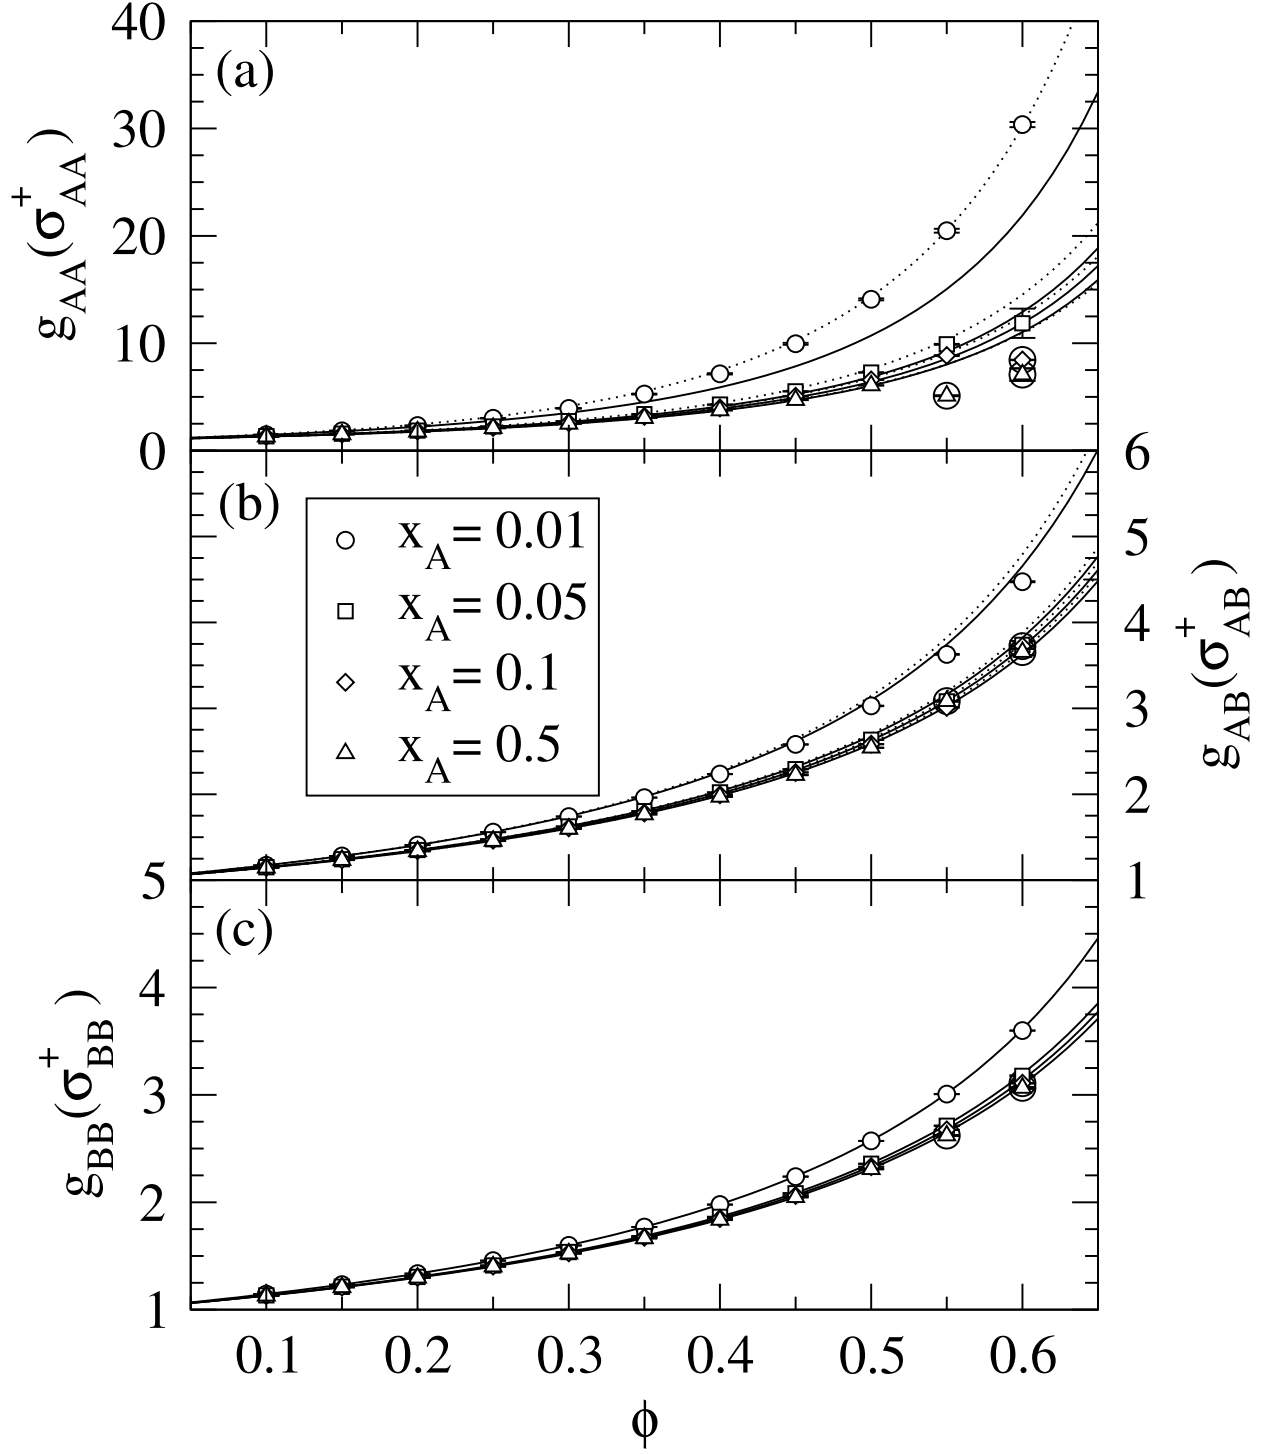 40
(a)
30
20
10
0
g_AA(σ⁺_AA)
6
(b)
x_A = 0.01
x_A = 0.05
x_A = 0.1
x_A = 0.5
5
4
3
2
1
g_AB(σ⁺_AB)
5
(c)
4
3
2
1
g_BB(σ⁺_BB)
0.1 0.2 0.3 0.4 0.5 0.6
ϕ